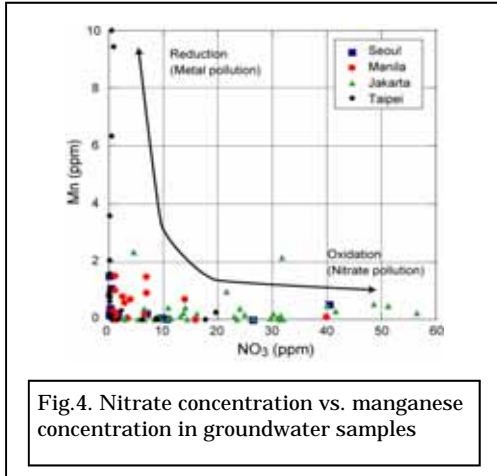 10
8
6
4
2
0
Mn (ppm)
Reduction
(Metal pollution)
Seoul
Manila
Jakarta
Taipei
Oxidation
(Nitrate pollution)
0 10 20 30 40 50 60
NO₃ (ppm)
Fig.4. Nitrate concentration vs. manganese
concentration in groundwater samples